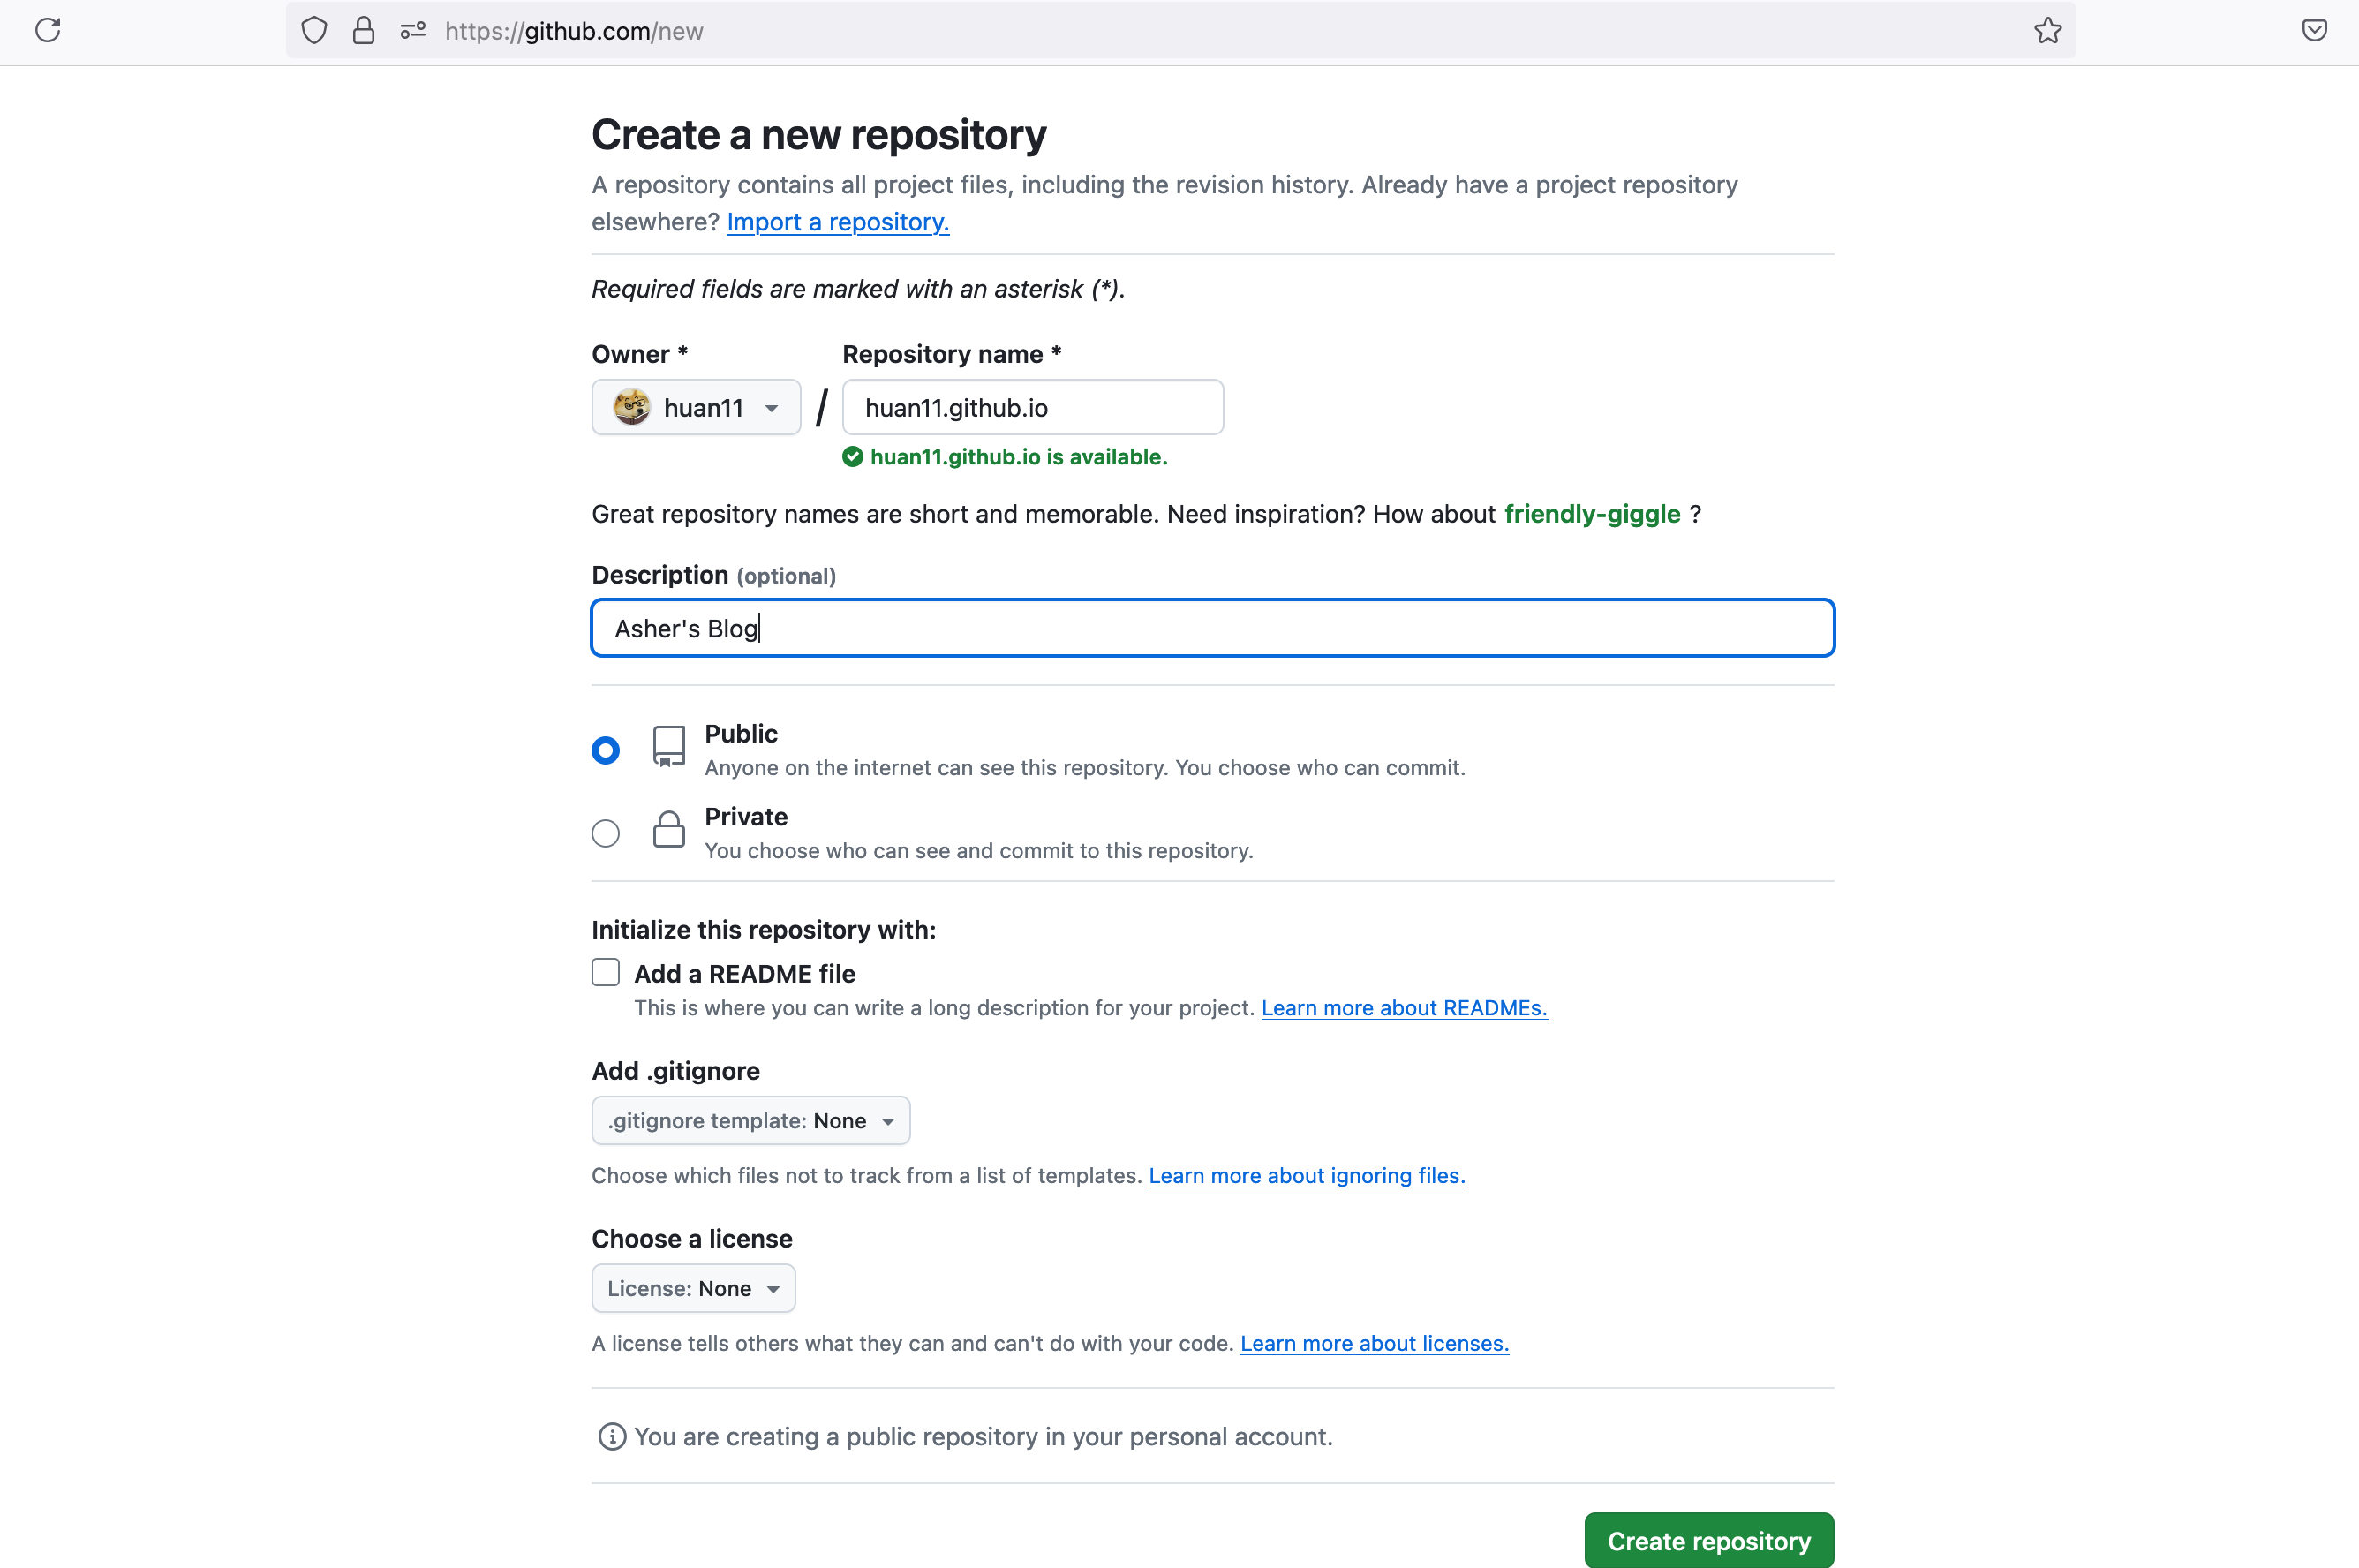 https://github.com/new
Create a new repository
A repository contains all project files, including the revision history. Already have a project repository
elsewhere? Import a repository.
Required fields are marked with an asterisk (*).
Owner * Repository name *
huan11 / huan11.github.io
huan11.github.io is available.
Great repository names are short and memorable. Need inspiration? How about friendly-giggle ?
Description (optional)
Asher's Blog
Public
Anyone on the internet can see this repository. You choose who can commit.
Private
You choose who can see and commit to this repository.
Initialize this repository with:
Add a README file
This is where you can write a long description for your project. Learn more about READMEs.
Add .gitignore
.gitignore template: None
Choose which files not to track from a list of templates. Learn more about ignoring files.
Choose a license
License: None
A license tells others what they can and can't do with your code. Learn more about licenses.
You are creating a public repository in your personal account.
Create repository